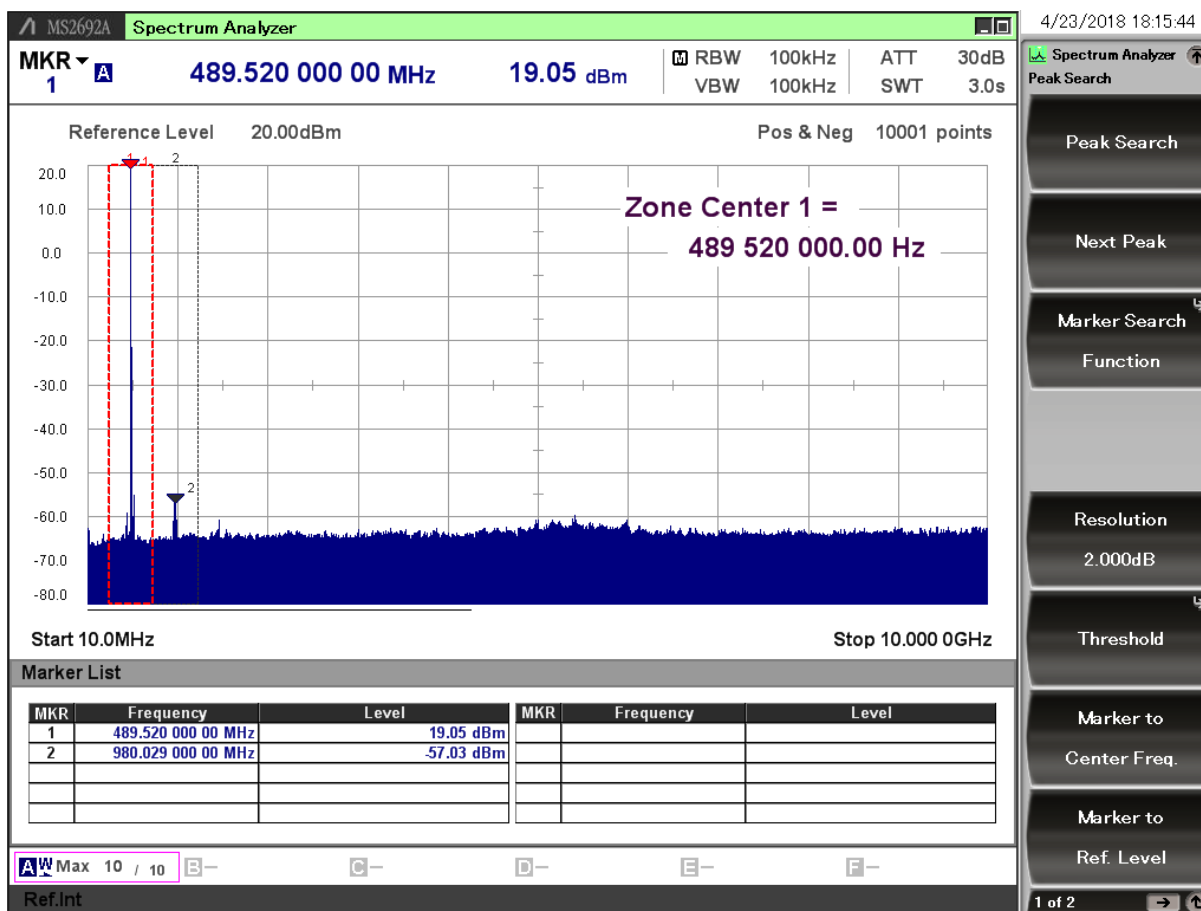 MS2692A Spectrum Analyzer
4/23/2018 18:15:44
MKR 1 A 489.520 000 00 MHz 19.05 dBm
M RBW 100kHz ATT 30dB
VBW 100kHz SWT 3.0s
Reference Level 20.00dBm Pos & Neg 10001 points
1 1 2
20.0
10.0
0.0
-10.0
-20.0
-30.0
-40.0
-50.0
-60.0
-70.0
-80.0
Zone Center 1 =
489 520 000.00 Hz
2
Start 10.0MHz Stop 10.000 0GHz
Marker List
MKR Frequency Level MKR Frequency Level
1 489.520 000 00 MHz 19.05 dBm
2 980.029 000 00 MHz -57.03 dBm
A W Max 10 / 10 B- C- D- E- F-
Ref.Int
Spectrum Analyzer
Peak Search
Peak Search
Next Peak
Marker Search
Function
Resolution
2.000dB
Threshold
Marker to
Center Freq.
Marker to
Ref. Level
1 of 2